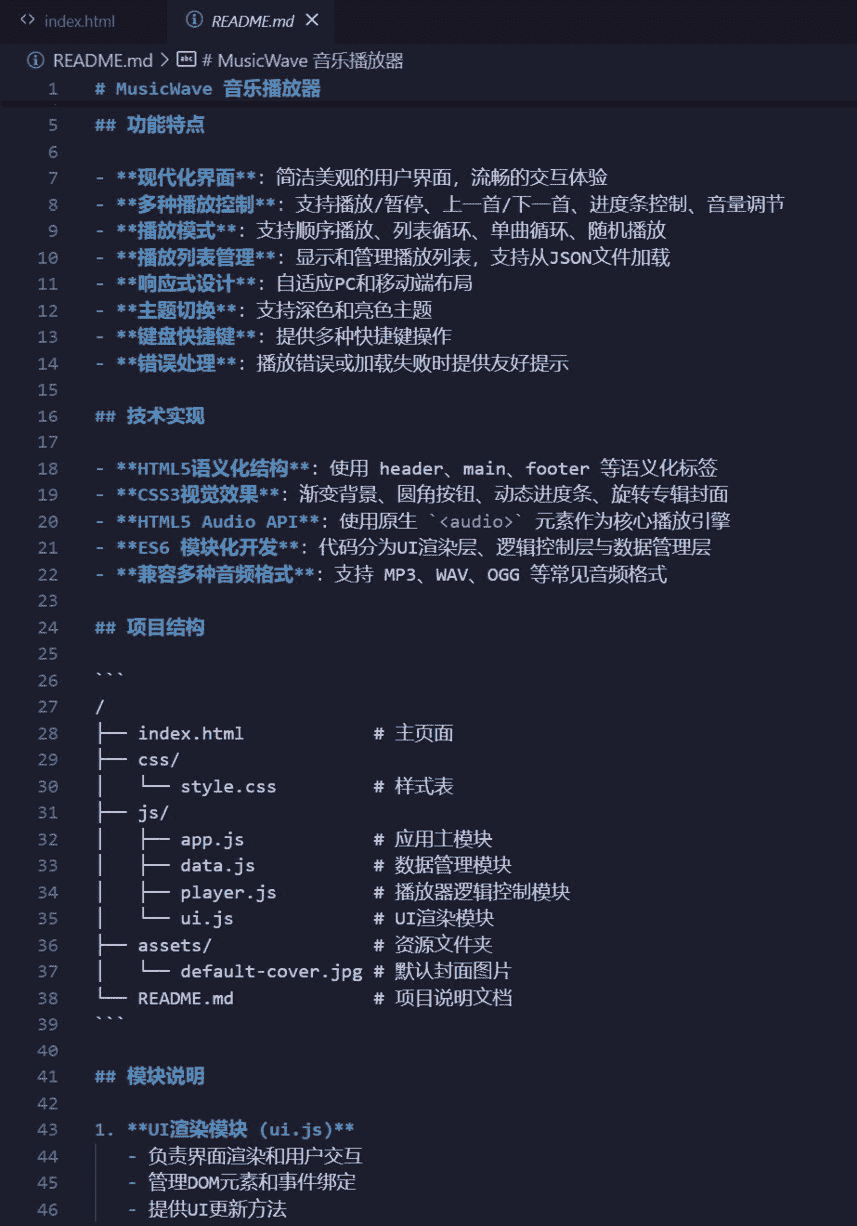 index.html
README.md
README.md > # MusicWave 音乐播放器
1 # MusicWave 音乐播放器
5 ## 功能特点
6
7 - **现代化界面**: 简洁美观的用户界面，流畅的交互体验
8 - **多种播放控制**: 支持播放/暂停、上一首/下一首、进度条控制、音量调节
9 - **播放模式**: 支持顺序播放、列表循环、单曲循环、随机播放
10 - **播放列表管理**: 显示和管理播放列表，支持从JSON文件加载
11 - **响应式设计**: 自适应PC和移动端布局
12 - **主题切换**: 支持深色和亮色主题
13 - **键盘快捷键**: 提供多种快捷键操作
14 - **错误处理**: 播放错误或加载失败时提供友好提示
15
16 ## 技术实现
17
18 - **HTML5语义化结构**: 使用 header、main、footer 等语义化标签
19 - **CSS3视觉效果**: 渐变背景、圆角按钮、动态进度条、旋转专辑封面
20 - **HTML5 Audio API**: 使用原生 `<audio>` 元素作为核心播放引擎
21 - **ES6 模块化开发**: 代码分为UI渲染层、逻辑控制层与数据管理层
22 - **兼容多种音频格式**: 支持 MP3、WAV、OGG 等常见音频格式
23
24 ## 项目结构
25
26 ```
27 /
28 ├── index.html            # 主页面
29 ├── css/
30 │   └── style.css         # 样式表
31 ├── js/
32 │   ├── app.js            # 应用主模块
33 │   ├── data.js           # 数据管理模块
34 │   ├── player.js         # 播放器逻辑控制模块
35 │   └── ui.js             # UI渲染模块
36 ├── assets/               # 资源文件夹
37 │   └── default-cover.jpg # 默认封面图片
38 └── README.md             # 项目说明文档
39 ```
40
41 ## 模块说明
42
43 1. **UI渲染模块 (ui.js)**
44    - 负责界面渲染和用户交互
45    - 管理DOM元素和事件绑定
46    - 提供UI更新方法